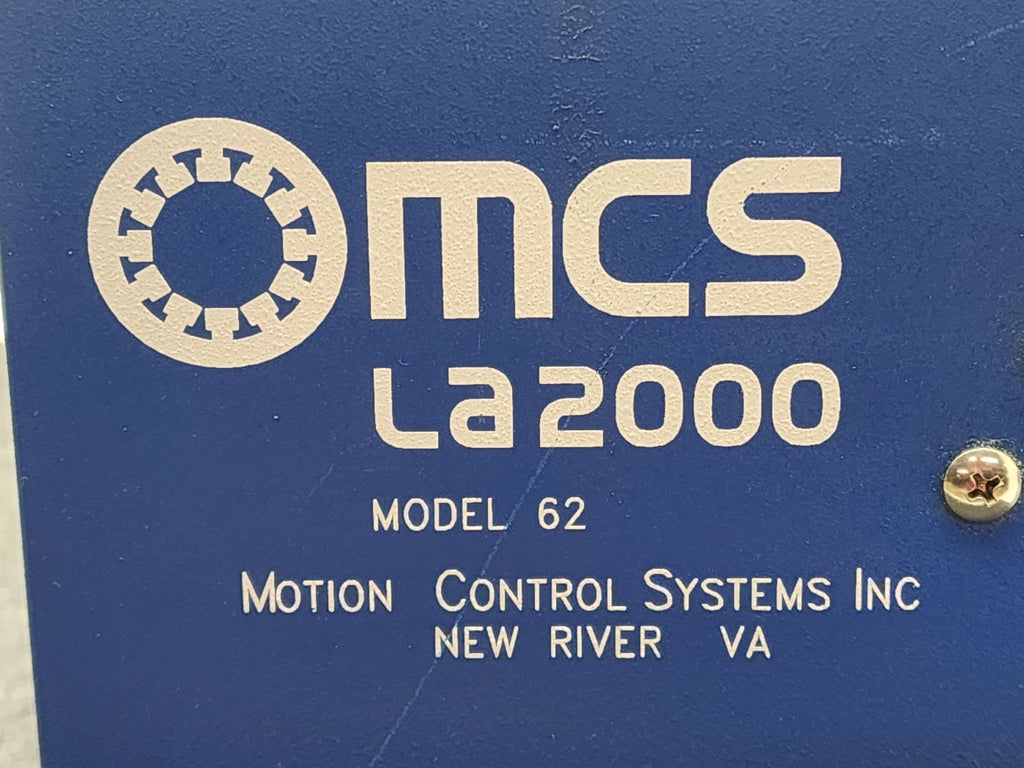 mcs
La2000
MODEL 62
MOTION CONTROL SYSTEMS INC
NEW RIVER VA